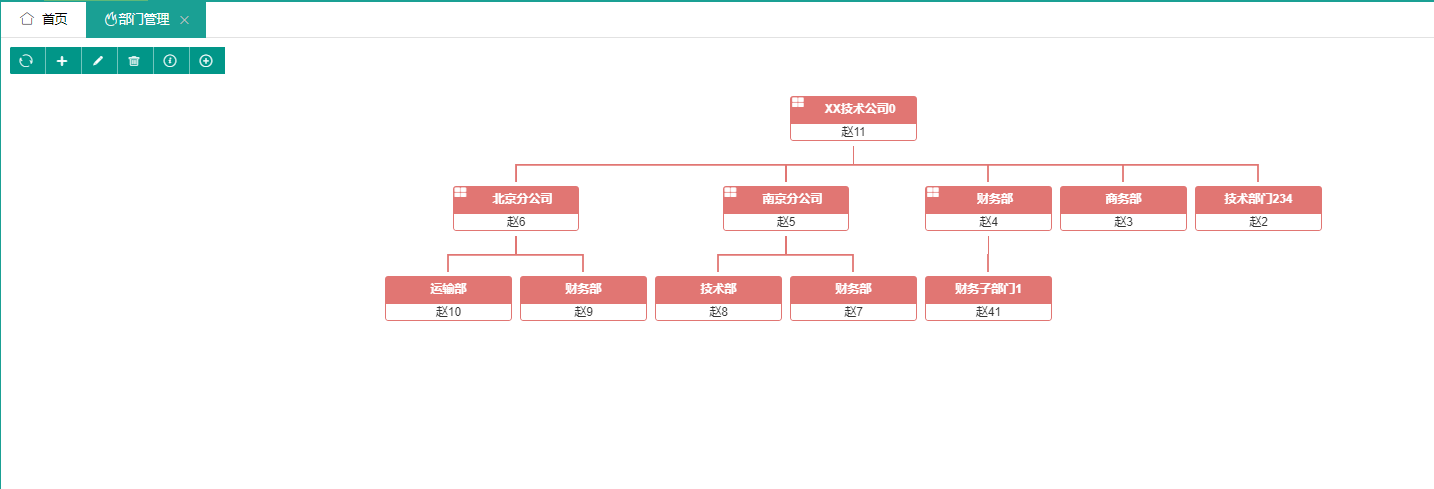 首页
部门管理
XX技术公司0
赵11
北京分公司
赵6
南京分公司
赵5
财务部
赵4
商务部
赵3
技术部门234
赵2
运输部
赵10
财务部
赵9
技术部
赵8
财务部
赵7
财务子部门1
赵41